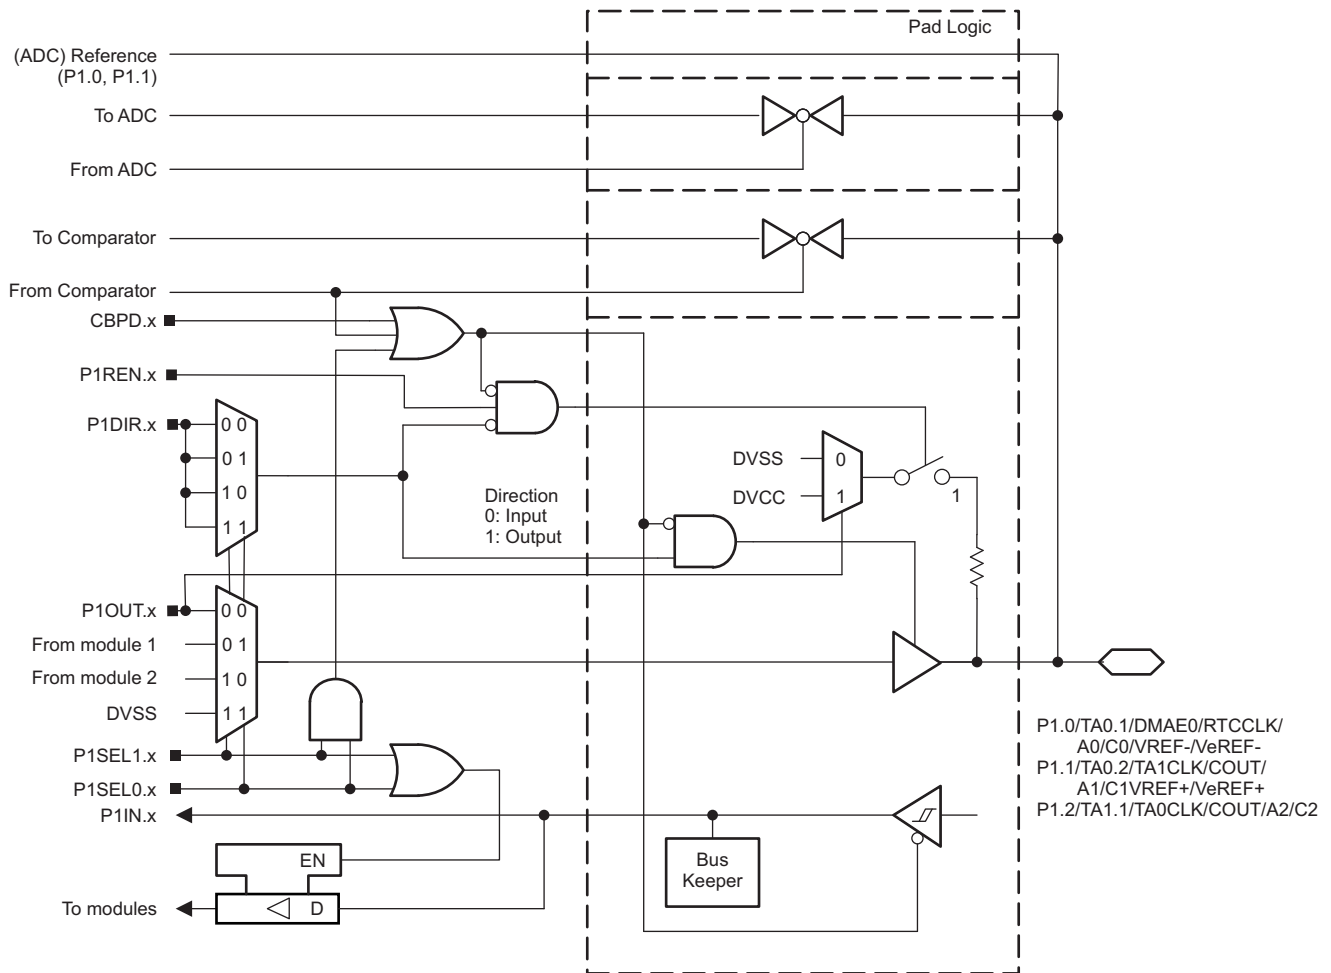 Pad Logic
(ADC) Reference
(P1.0, P1.1)
To ADC
From ADC
To Comparator
From Comparator
CBPD.x
P1REN.x
P1DIR.x
0 0
0 1
1 0
1 1
Direction
0: Input
1: Output
DVSS
0
DVCC
1
1
P1OUT.x
0 0
From module 1
0 1
From module 2
1 0
DVSS
1 1
P1SEL1.x
P1SEL0.x
P1IN.x
EN
D
To modules
Bus
Keeper
P1.0/TA0.1/DMAE0/RTCCLK/
A0/C0/VREF-/VeREF-
P1.1/TA0.2/TA1CLK/COUT/
A1/C1VREF+/VeREF+
P1.2/TA1.1/TA0CLK/COUT/A2/C2